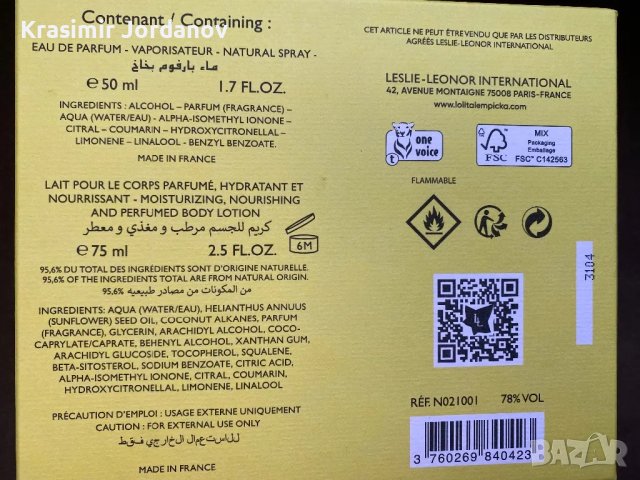 Krasimir Jordanov
Contenant / Containing :
EAU DE PARFUM - VAPORISATEUR - NATURAL SPRAY -
ماء بارفوم بخاخ
℮ 50 ml 1.7 FL.OZ.
INGREDIENTS : ALCOHOL – PARFUM (FRAGRANCE) –
AQUA (WATER/EAU) - ALPHA-ISOMETHYL IONONE –
CITRAL – COUMARIN – HYDROXYCITRONELLAL –
LIMONENE – LINALOOL - BENZYL BENZOATE.
MADE IN FRANCE
LAIT POUR LE CORPS PARFUMÉ, HYDRATANT ET
NOURRISSANT - MOISTURIZING, NOURISHING
AND PERFUMED BODY LOTION
كريم للجسم مرطب و مغذي و معطر
℮ 75 ml 2.5 FL.OZ. 6M
95,6% DU TOTAL DES INGRÉDIENTS SONT D'ORIGINE NATURELLE.
95,6% OF THE TOTAL INGREDIENTS ARE FROM NATURAL ORIGIN.
95,6% من المكونات من مصادر طبيعيه
INGREDIENTS: AQUA (WATER/EAU), HELIANTHUS ANNUUS
(SUNFLOWER) SEED OIL, COCONUT ALKANES, PARFUM
(FRAGRANCE), GLYCERIN, ARACHIDYL ALCOHOL, COCO-
CAPRYLATE/CAPRATE, BEHENYL ALCOHOL, XANTHAN GUM,
ARACHIDYL GLUCOSIDE, TOCOPHEROL, SQUALENE,
BETA-SITOSTEROL, SODIUM BENZOATE, CITRIC ACID,
ALPHA-ISOMETHYL IONONE, CITRAL, COUMARIN,
HYDROXYCITRONELLAL, LIMONENE, LINALOOL
PRÉCAUTION D'EMPLOI : USAGE EXTERNE UNIQUEMENT
CAUTION : FOR EXTERNAL USE ONLY
للاستعمال الخارجي فقط
MADE IN FRANCE
CET ARTICLE NE PEUT ÊTRE REVENDU QUE PAR LES DISTRIBUTEURS
AGRÉÉS LESLIE-LEONOR INTERNATIONAL
LESLIE-LEONOR INTERNATIONAL
42, AVENUE MONTAIGNE 75008 PARIS-FRANCE
www.lolitalempicka.com
t one
voice
FSC
MIX
Packaging
Emballage
FSC™ C142563
FLAMMABLE
3104
RÉF. N021001 78% VOL
3 760269 840423
BAZAR